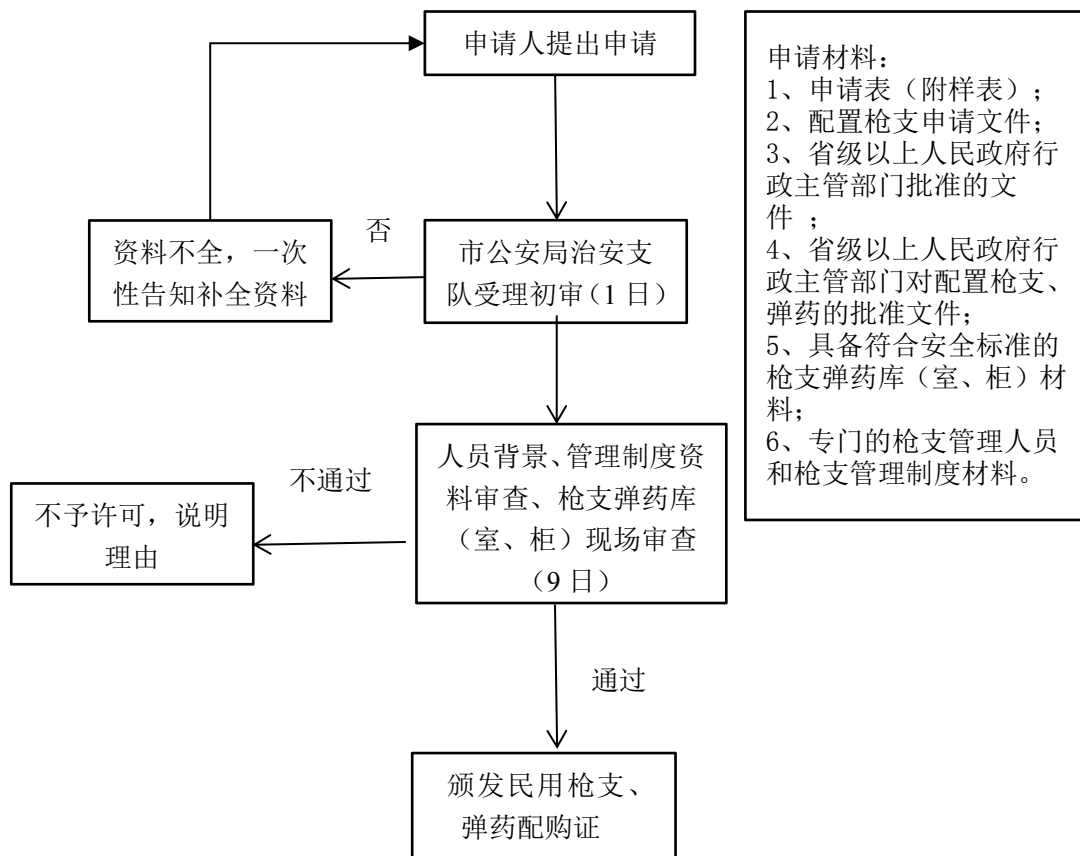 申请人提出申请
申请材料：
1、申请表（附样表）；
2、配置枪支申请文件；
3、省级以上人民政府行
政主管部门批准的文
件 ；
4、省级以上人民政府行
政主管部门对配置枪支、
弹药的批准文件；
5、具备符合安全标准的
枪支弹药库（室、柜）材
料；
6、专门的枪支管理人员
和枪支管理制度材料。
否
资料不全，一次
性告知补全资料
市公安局治安支
队受理初审（1 日）
不通过
人员背景、管理制度资
料审查、枪支弹药库
（室、柜）现场审查
（9 日）
不予许可，说明
理由
通过
颁发民用枪支、
弹药配购证